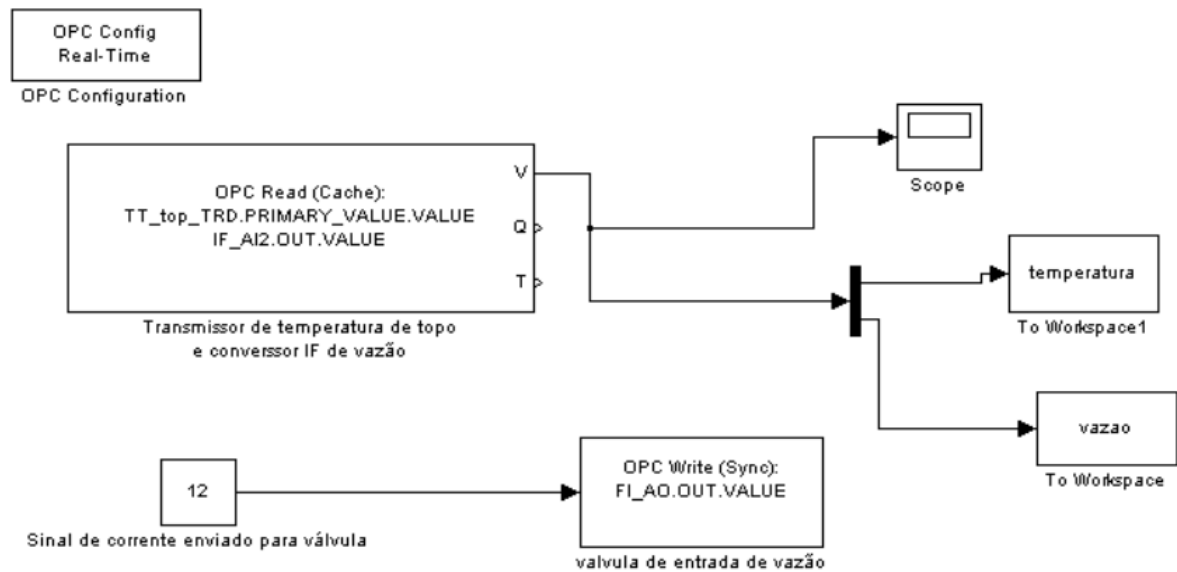 OPC Config
Real-Time
OPC Configuration
OPC Read (Cache):
TT_top_TRD.PRIMARY_VALUE.VALUE
IF_AI2.OUT.VALUE
V
Q
T
Transmissor de temperatura de topo
e converssor IF de vazão
Scope
temperatura
To Workspace1
vazao
To Workspace
12
Sinal de corrente enviado para válvula
OPC Write (Sync):
FI_AO.OUT.VALUE
valvula de entrada de vazão